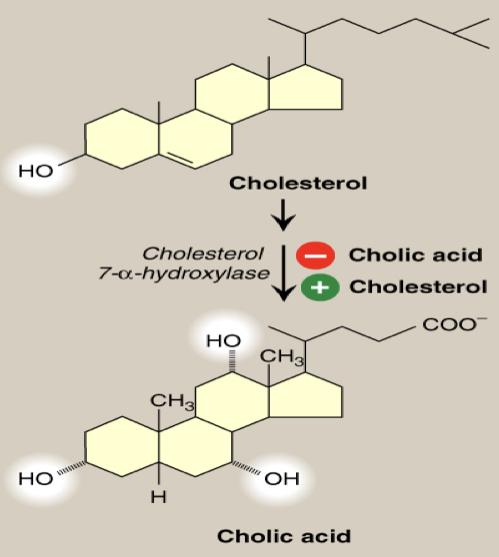 HO
Cholesterol
Cholesterol − Cholic acid
7-α-hydroxylase + Cholesterol
COO⁻
HO
CH₃
CH₃
HO
OH
H
Cholic acid